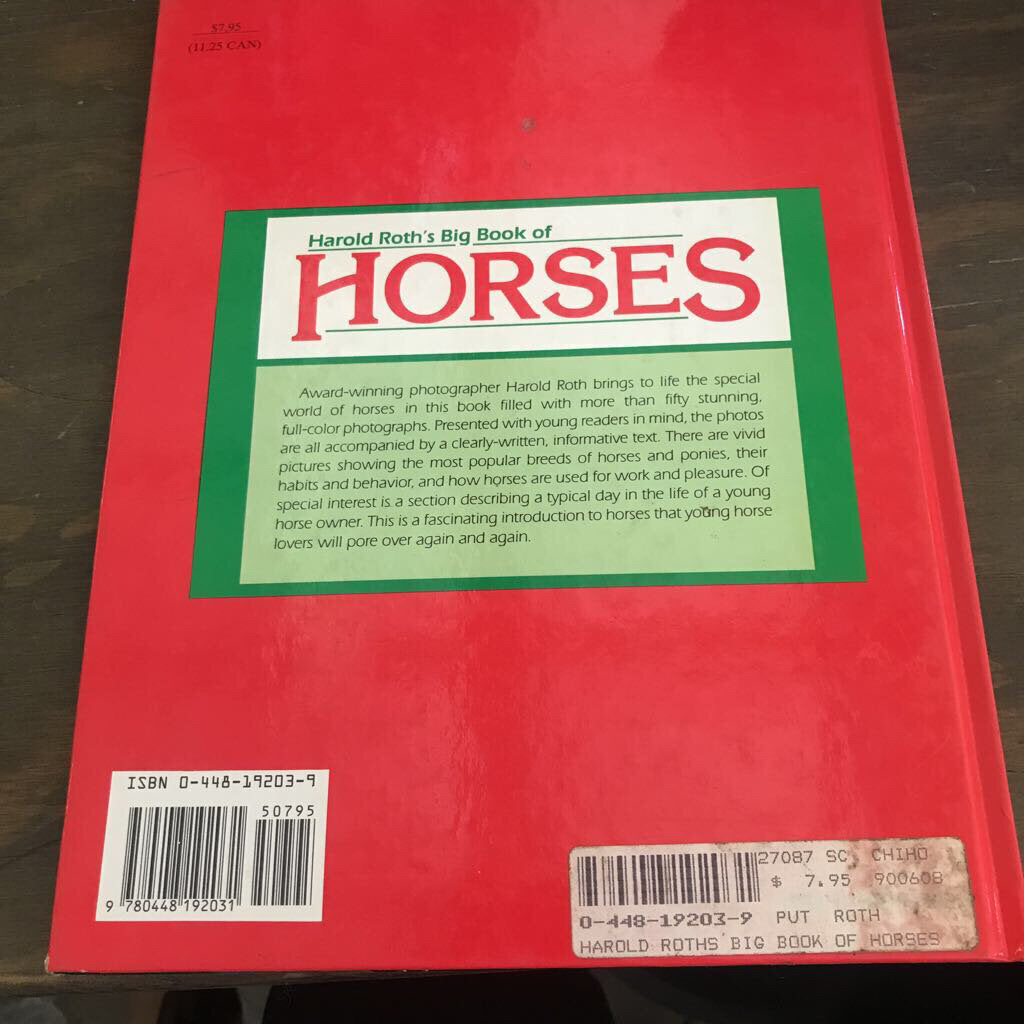 $7.95
(11.25 CAN)
Harold Roth's Big Book of
HORSES
Award-winning photographer Harold Roth brings to life the special
world of horses in this book filled with more than fifty stunning,
full-color photographs. Presented with young readers in mind, the photos
are all accompanied by a clearly-written, informative text. There are vivid
pictures showing the most popular breeds of horses and ponies, their
habits and behavior, and how horses are used for work and pleasure. Of
special interest is a section describing a typical day in the life of a young
horse owner. This is a fascinating introduction to horses that young horse
lovers will pore over again and again.
ISBN 0-448-19203-9
50795
9 780448 192031
27087 SC, CHIHO
$ 7.95 900608
0-448-19203-9 PUT ROTH
HAROLD ROTHS BIG BOOK OF HORSES